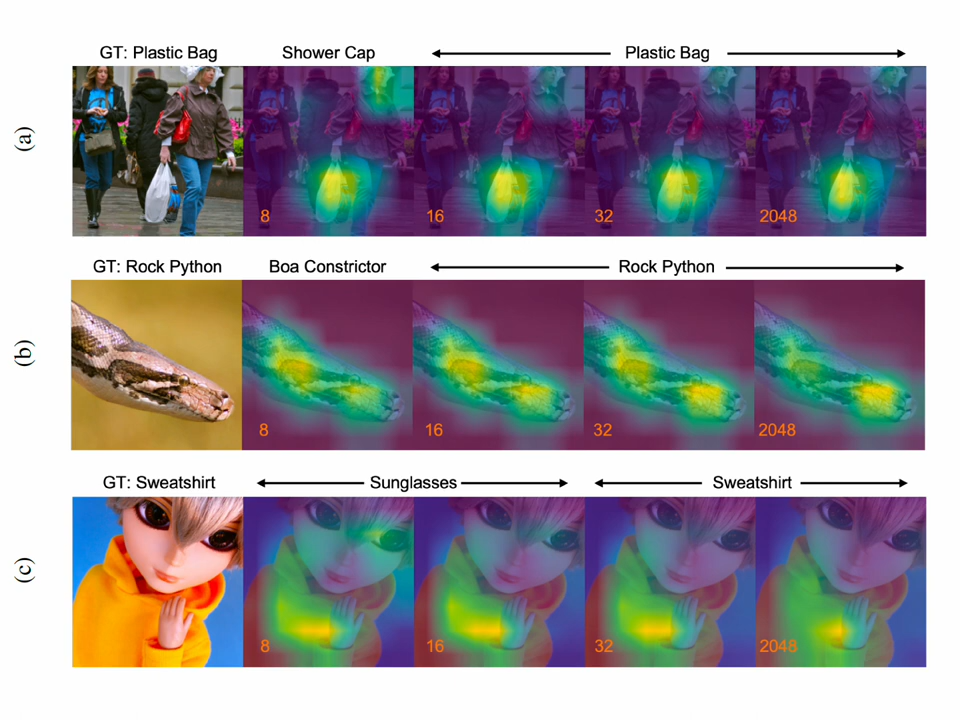 GT: Plastic Bag Shower Cap Plastic Bag
(a)
8 16 32 2048
GT: Rock Python Boa Constrictor Rock Python
(b)
8 16 32 2048
GT: Sweatshirt Sunglasses Sweatshirt
(c)
8 16 32 2048